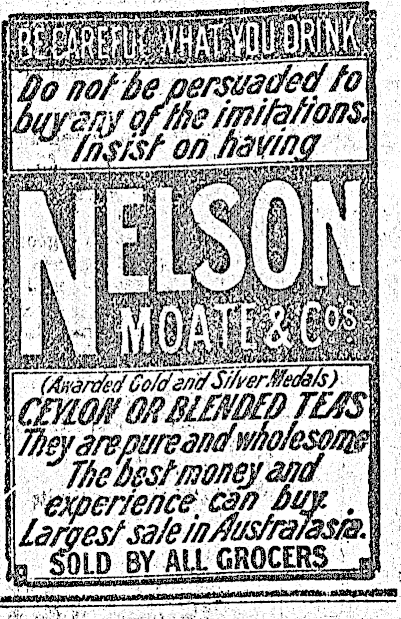 BE CAREFUL WHAT YOU DRINK
Do not be persuaded to
buy any of the imitations.
Insist on having
NELSON
MOATE & Cos
(Awarded Gold and Silver Medals)
CEYLON OR BLENDED TEAS
They are pure and wholesome
The best money and
experience can buy.
Largest sale in Australasia.
SOLD BY ALL GROCERS